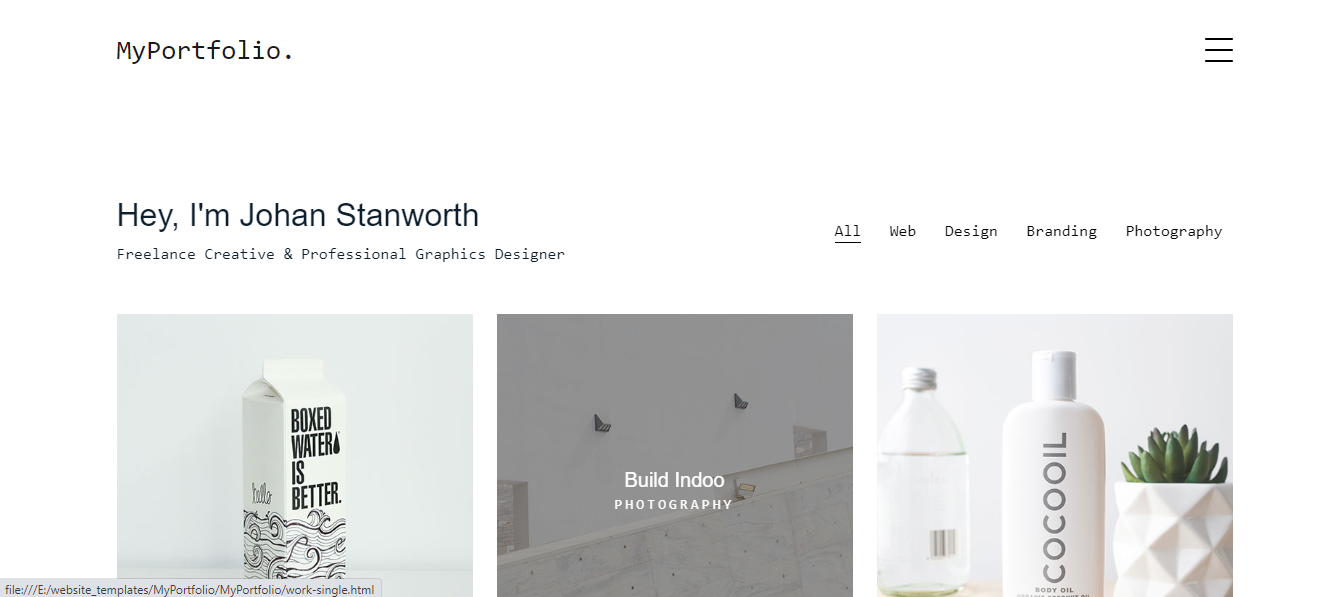 MyPortfolio.
Hey, I'm Johan Stanworth
Freelance Creative & Professional Graphics Designer
All Web Design Branding Photography
BOXED
WATER
IS
BETTER.
hello
Build Indoo
PHOTOGRAPHY
COCOOIL
BODY OIL
file:///E:/website_templates/MyPortfolio/MyPortfolio/work-single.html